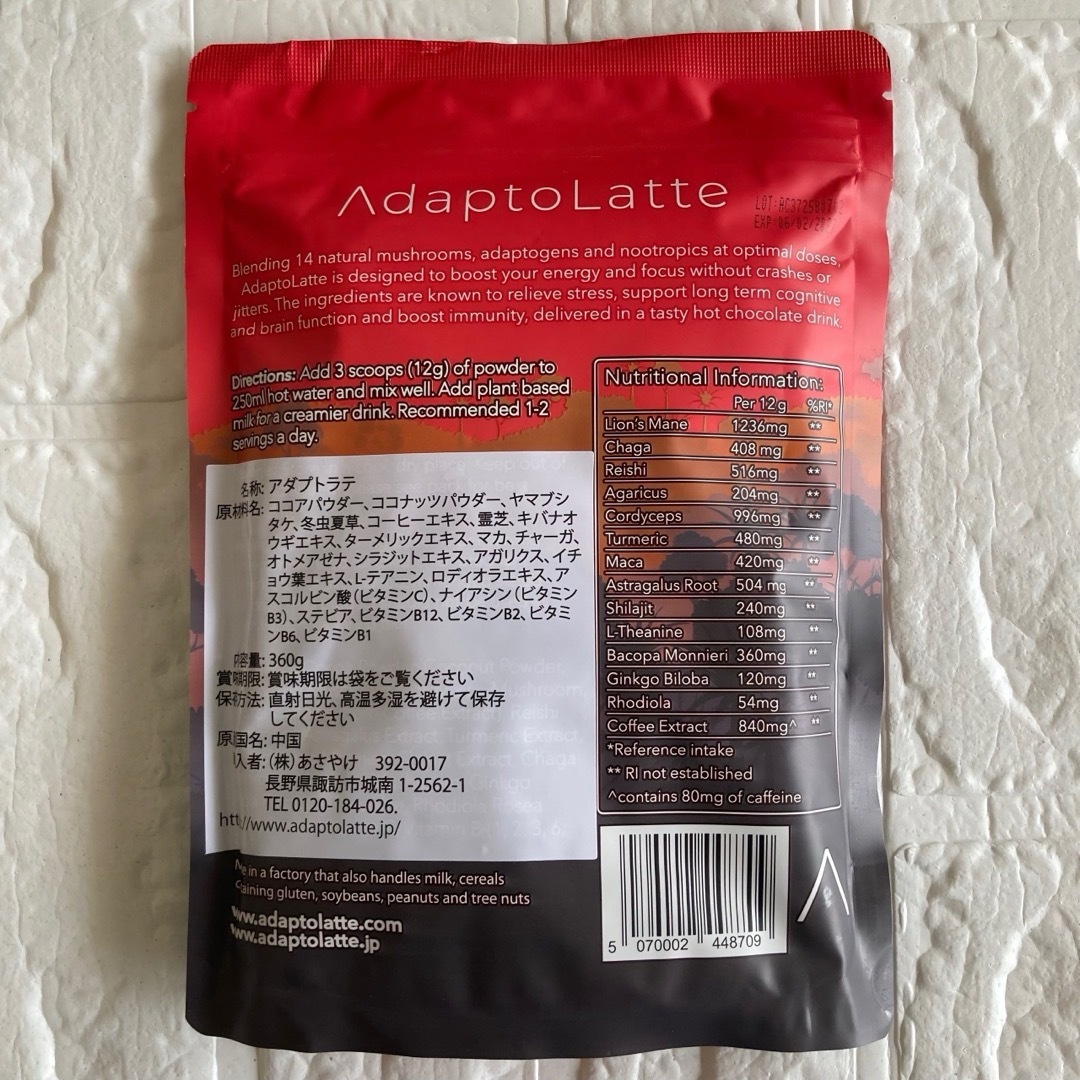 AdaptoLatte
Blending 14 natural mushrooms, adaptogens and nootropics at optimal doses,
AdaptoLatte is designed to boost your energy and focus without crashes or
jitters. The ingredients are known to relieve stress, support long term cognitive
and brain function and boost immunity, delivered in a tasty hot chocolate drink.
Directions: Add 3 scoops (12g) of powder to
250ml hot water and mix well. Add plant based
milk for a creamier drink. Recommended 1-2
servings a day.
名称: アダプトラテ
原材料名: ココアパウダー、ココナッツパウダー、ヤマブシ
タケ、冬虫夏草、コーヒーエキス、霊芝、キバナオ
ウギエキス、ターメリックエキス、マカ、チャーガ、
オトメアゼナ、シラジットエキス、アガリクス、イチ
ョウ葉エキス、L-テアニン、ロディオラエキス、ア
スコルビン酸（ビタミンC）、ナイアシン（ビタミン
B3）、ステビア、ビタミンB12、ビタミンB2、ビタミ
ンB6、ビタミンB1
内容量: 360g
賞味期限: 賞味期限は袋をご覧ください
保存方法: 直射日光、高温多湿を避けて保存
してください
原産国名: 中国
入者: （株）あさやけ 392-0017
長野県諏訪市城南 1-2562-1
TEL 0120-184-026.
http://www.adaptolatte.jp/
in a factory that also handles milk, cereals
gluten, soybeans, peanuts and tree nuts
www.adaptolatte.com
www.adaptolatte.jp
Nutritional Information:
Per 12g %RI*
Lion's Mane 1236mg **
Chaga 408 mg **
Reishi 516mg **
Agaricus 204mg **
Cordyceps 996mg **
Turmeric 480mg **
Maca 420mg **
Astragalus Root 504 mg **
Shilajit 240mg **
L-Theanine 108mg **
Bacopa Monnieri 360mg **
Ginkgo Biloba 120mg **
Rhodiola 54mg **
Coffee Extract 840mg^ **
*Reference intake
** RI not established
^contains 80mg of caffeine
5 070002 448709